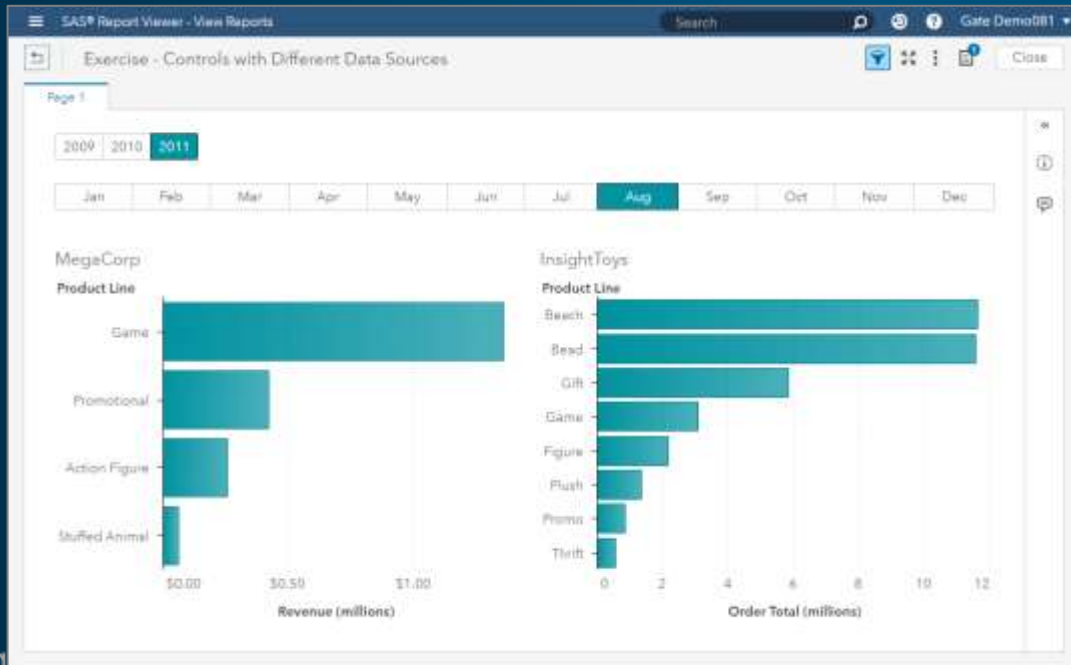 SAS® Report Viewer - View Reports
Search
Gate Demo081
Exercise - Controls with Different Data Sources
Close
Page 1
2009 2010 2011
Jan Feb Mar Apr May Jun Jul Aug Sep Oct Nov Dec
MegaCorp
Product Line
Game
Promotional
Action Figure
Stuffed Animal
$0.00 $0.50 $1.00
Revenue (millions)
InsightToys
Product Line
Beach
Bead
Gift
Game
Figure
Plush
Promo
Thrift
0 2 4 6 8 10 12
Order Total (millions)